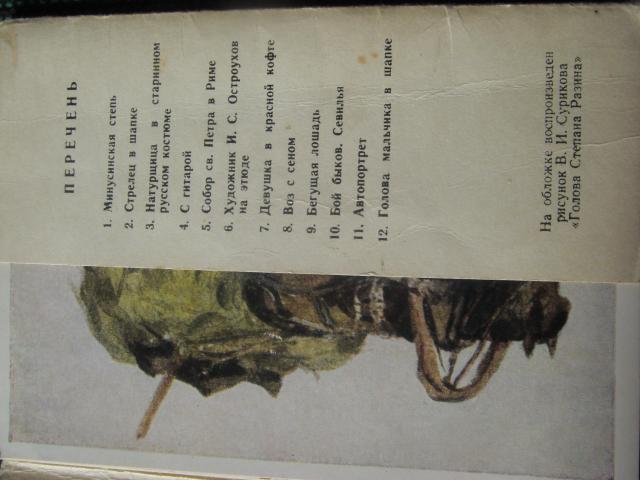 ПЕРЕЧЕНЬ
1. Минусинская степь
2. Стрелец в шапке
3. Натурщица в старинном
русском костюме
4. С гитарой
5. Собор св. Петра в Риме
6. Художник И. С. Остроухов
на этюде
7. Девушка в красной кофте
8. Воз с сеном
9. Бегущая лошадь
10. Бой быков. Севилья
11. Автопортрет
12. Голова мальчика в шапке
На обложке воспроизведен
рисунок В. И. Сурикова
«Голова Степана Разина»